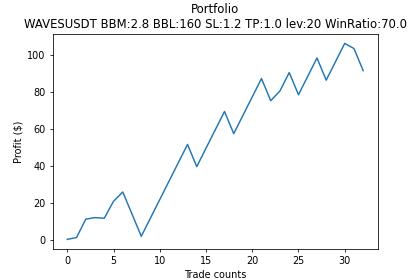 Portfolio
WAVESUSDT BBM:2.8 BBL:160 SL:1.2 TP:1.0 lev:20 WinRatio:70.0
Profit ($)
100
80
60
40
20
0
0 5 10 15 20 25 30
Trade counts